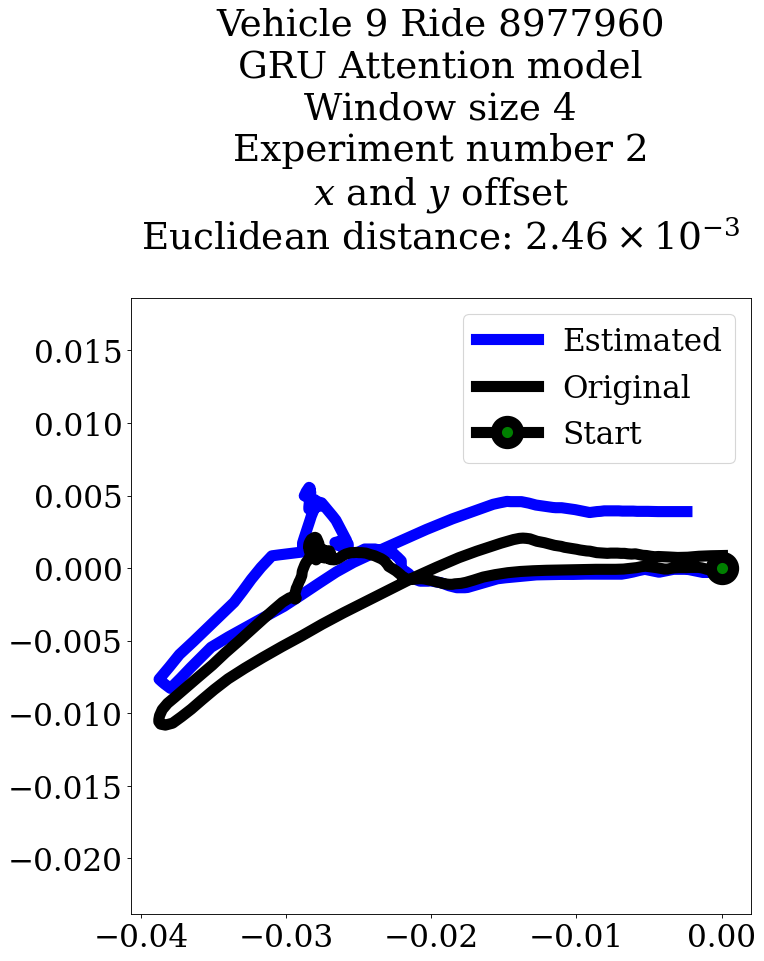 Vehicle 9 Ride 8977960
GRU Attention model
Window size 4
Experiment number 2
x and y offset
Euclidean distance: 2.46 × 10⁻³
Estimated
Original
Start
0.015
0.010
0.005
0.000
−0.005
−0.010
−0.015
−0.020
−0.04
−0.03
−0.02
−0.01
0.00